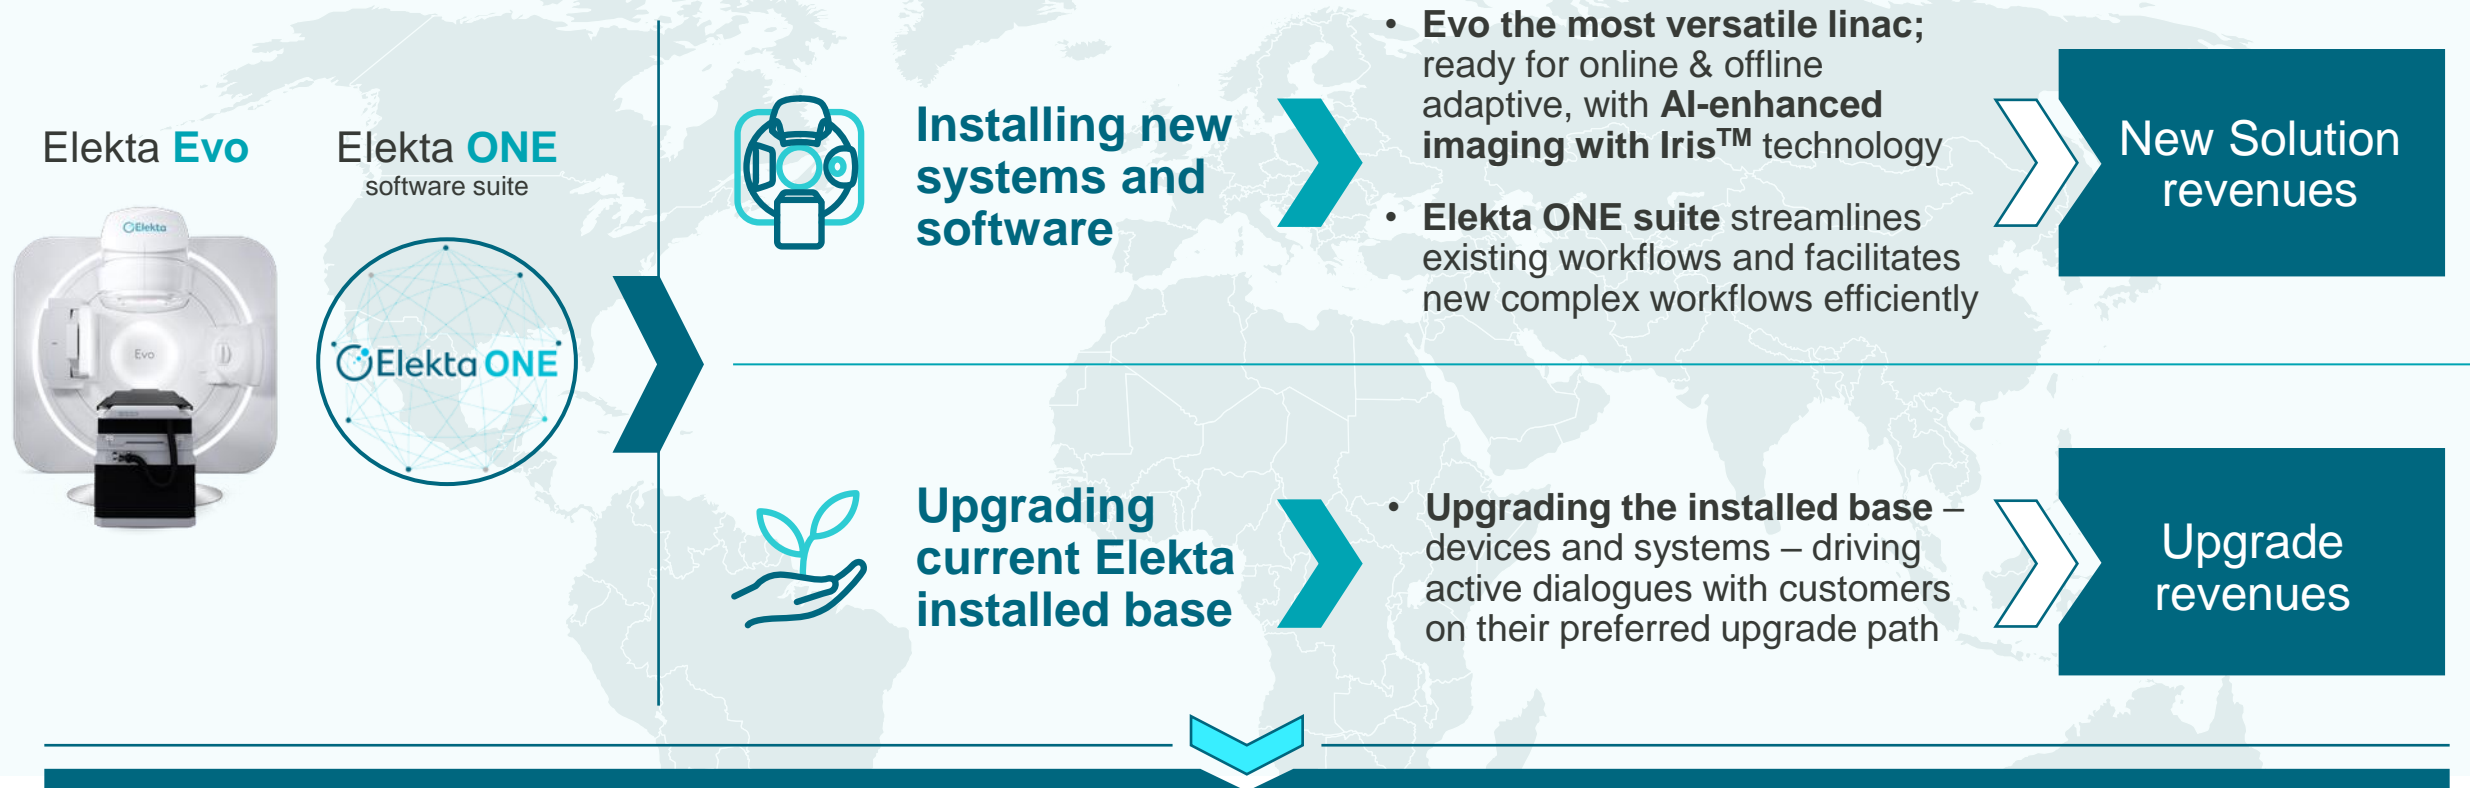 Elekta Evo
Elekta ONE
software suite
Elekta
Evo
Elekta ONE
Installing new
systems and
software
• Evo the most versatile linac;
ready for online & offline
adaptive, with AI-enhanced
imaging with Iris™ technology
• Elekta ONE suite streamlines
existing workflows and facilitates
new complex workflows efficiently
New Solution
revenues
Upgrading
current Elekta
installed base
• Upgrading the installed base –
devices and systems – driving
active dialogues with customers
on their preferred upgrade path
Upgrade
revenues